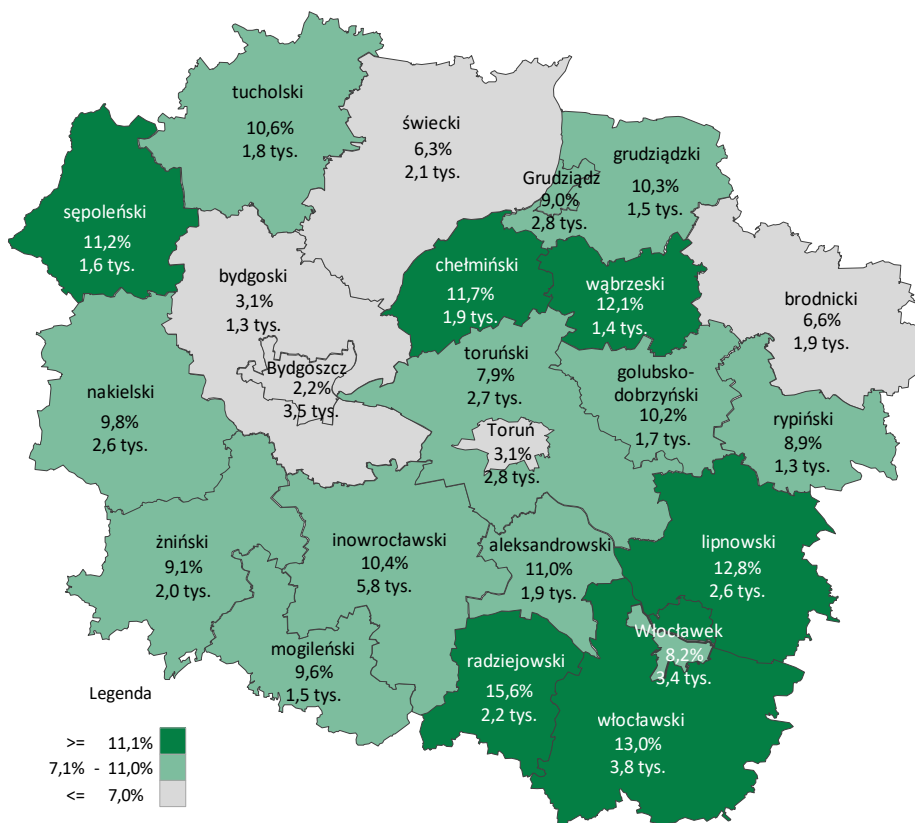 tucholski
10,6%
1,8 tys.
świecki
6,3%
2,1 tys.
grudziądzki
10,3%
1,5 tys.
Grudziądz
9,0%
2,8 tys.
sępoleński
11,2%
1,6 tys.
bydgoski
3,1%
1,3 tys.
chełmiński
11,7%
1,9 tys.
wąbrzeski
12,1%
1,4 tys.
brodnicki
6,6%
1,9 tys.
Bydgoszcz
2,2%
3,5 tys.
toruński
7,9%
2,7 tys.
golubsko-
dobrzyński
10,2%
1,7 tys.
nakielski
9,8%
2,6 tys.
rypiński
8,9%
1,3 tys.
Toruń
3,1%
2,8 tys.
żniński
9,1%
2,0 tys.
inowrocławski
10,4%
5,8 tys.
aleksandrowski
11,0%
1,9 tys.
lipnowski
12,8%
2,6 tys.
Włocławek
8,2%
3,4 tys.
mogileński
9,6%
1,5 tys.
radziejowski
15,6%
2,2 tys.
włocławski
13,0%
3,8 tys.
Legenda
>= 11,1%
7,1% - 11,0%
<= 7,0%